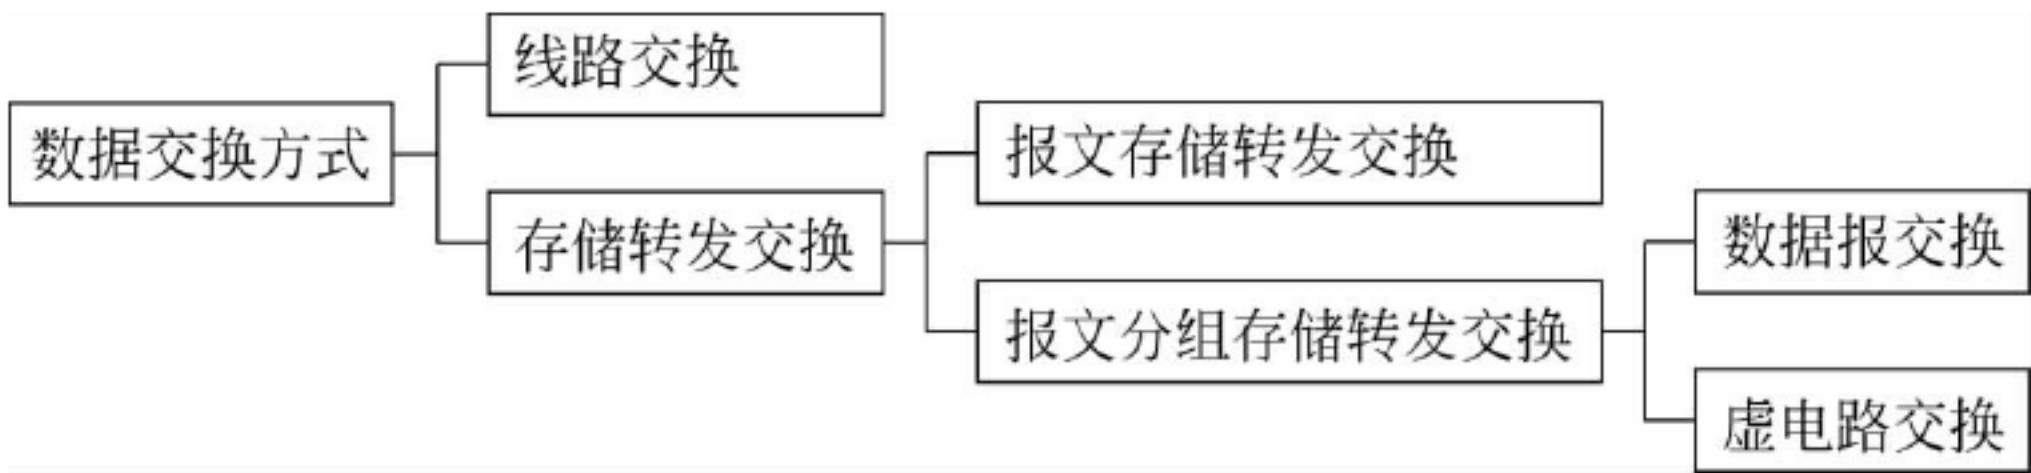 数据交换方式
线路交换
存储转发交换
报文存储转发交换
报文分组存储转发交换
数据报交换
虚电路交换